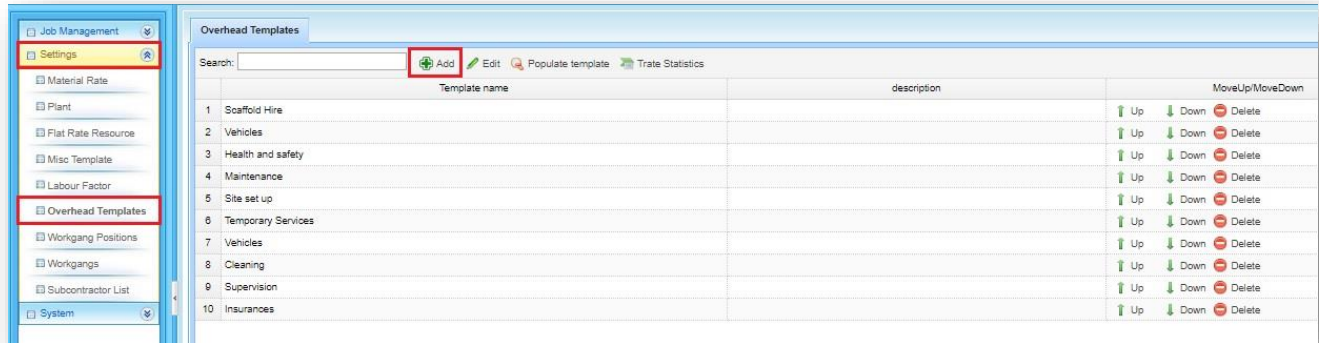 Job Management
Settings
Material Rate
Plant
Flat Rate Resource
Misc Template
Labour Factor
Overhead Templates
Workgang Positions
Workgangs
Subcontractor List
System
Overhead Templates
Search: Add Edit Populate template Trate Statistics
Template name description MoveUp/MoveDown
1 Scaffold Hire Up Down Delete
2 Vehicles Up Down Delete
3 Health and safety Up Down Delete
4 Maintenance Up Down Delete
5 Site set up Up Down Delete
6 Temporary Services Up Down Delete
7 Vehicles Up Down Delete
8 Cleaning Up Down Delete
9 Supervision Up Down Delete
10 Insurances Up Down Delete